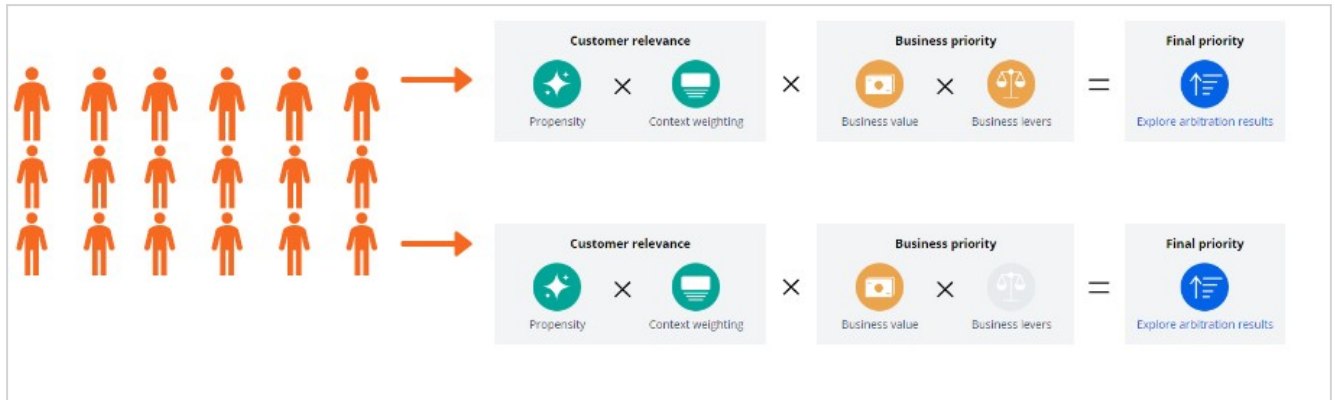 Customer relevance
Business priority
Final priority
×
×
×
=
Propensity
Context weighting
Business value
Business levers
Explore arbitration results
Customer relevance
Business priority
Final priority
×
×
×
=
Propensity
Context weighting
Business value
Business levers
Explore arbitration results